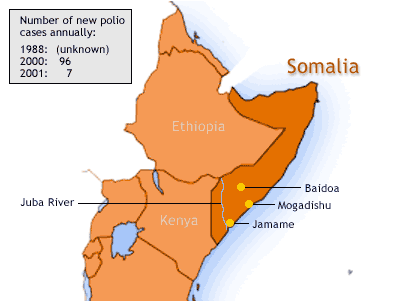 Number of new polio
cases annually:
1988: (unknown)
2000: 96
2001: 7
Somalia
Ethiopia
Baidoa
Juba River
Mogadishu
Kenya
Jamame